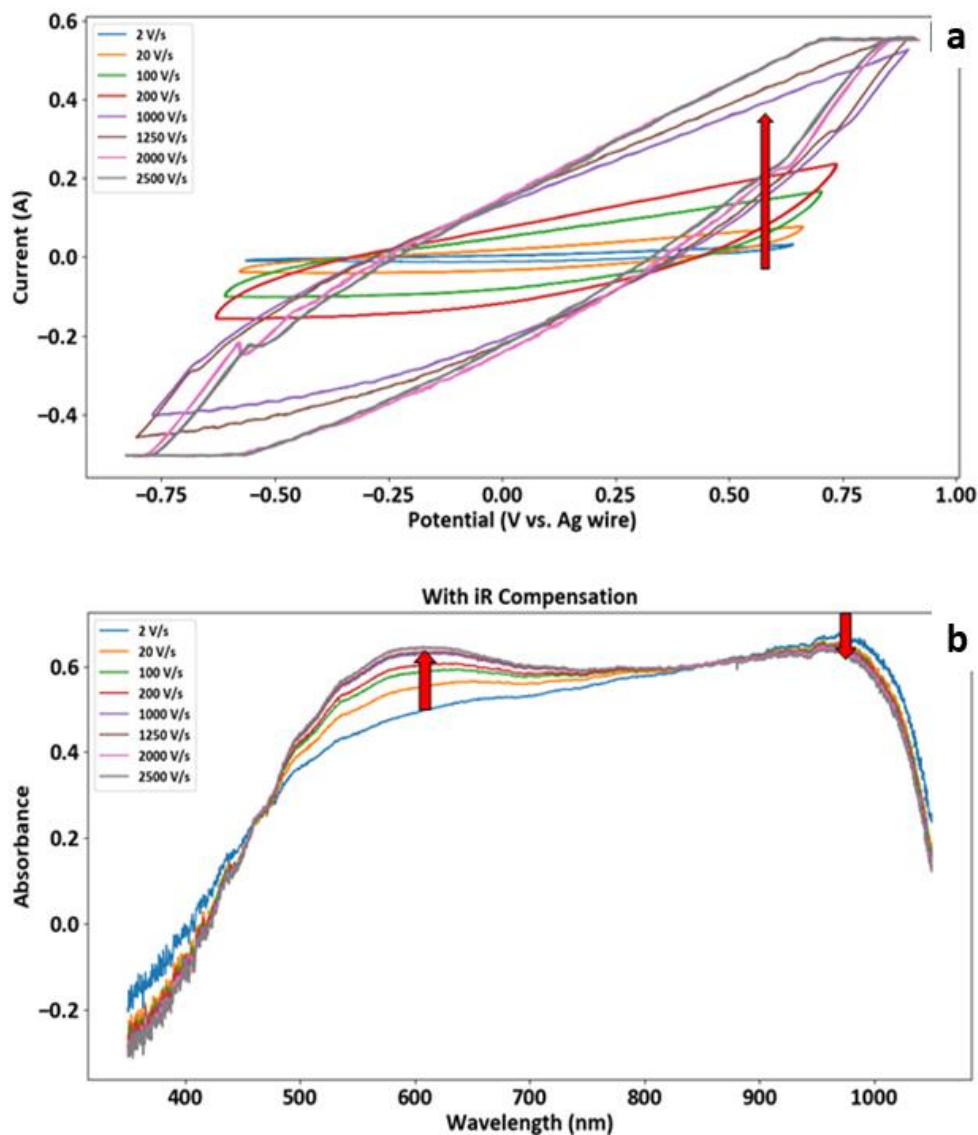 a
0.6
2 V/s
20 V/s
100 V/s
200 V/s
1000 V/s
1250 V/s
2000 V/s
2500 V/s
0.4
0.2
0.0
−0.2
−0.4
Current (A)
−0.75 −0.50 −0.25 0.00 0.25 0.50 0.75 1.00
Potential (V vs. Ag wire)
With iR Compensation
b
2 V/s
20 V/s
100 V/s
200 V/s
1000 V/s
1250 V/s
2000 V/s
2500 V/s
0.6
0.4
0.2
0.0
−0.2
Absorbance
400 500 600 700 800 900 1000
Wavelength (nm)